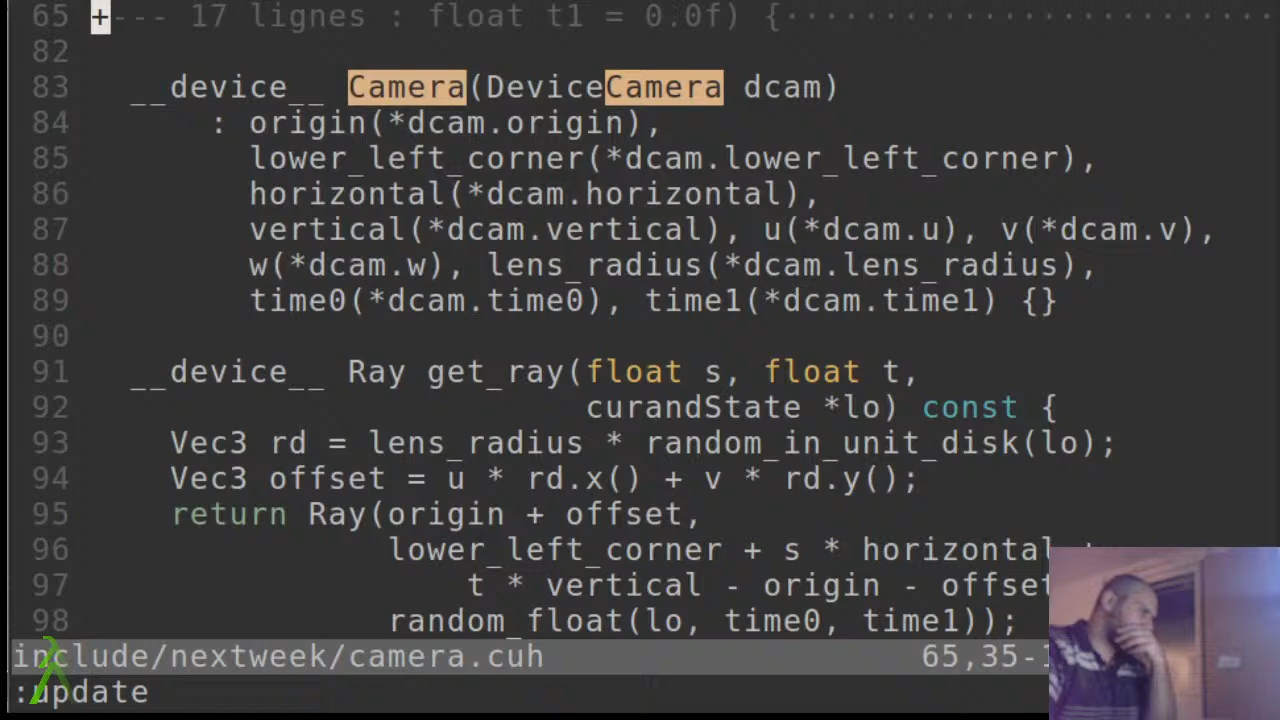 65 +--- 17 lignes : float t1 = 0.0f) {·························
82
83 __device__ Camera(DeviceCamera dcam)
84 : origin(*dcam.origin),
85 lower_left_corner(*dcam.lower_left_corner),
86 horizontal(*dcam.horizontal),
87 vertical(*dcam.vertical), u(*dcam.u), v(*dcam.v),
88 w(*dcam.w), lens_radius(*dcam.lens_radius),
89 time0(*dcam.time0), time1(*dcam.time1) {}
90
91 __device__ Ray get_ray(float s, float t,
92 curandState *lo) const {
93 Vec3 rd = lens_radius * random_in_unit_disk(lo);
94 Vec3 offset = u * rd.x() + v * rd.y();
95 return Ray(origin + offset,
96 lower_left_corner + s * horizontal +
97 t * vertical - origin - offset
98 random_float(lo, time0, time1));
include/nextweek/camera.cuh 65,35-1
:update